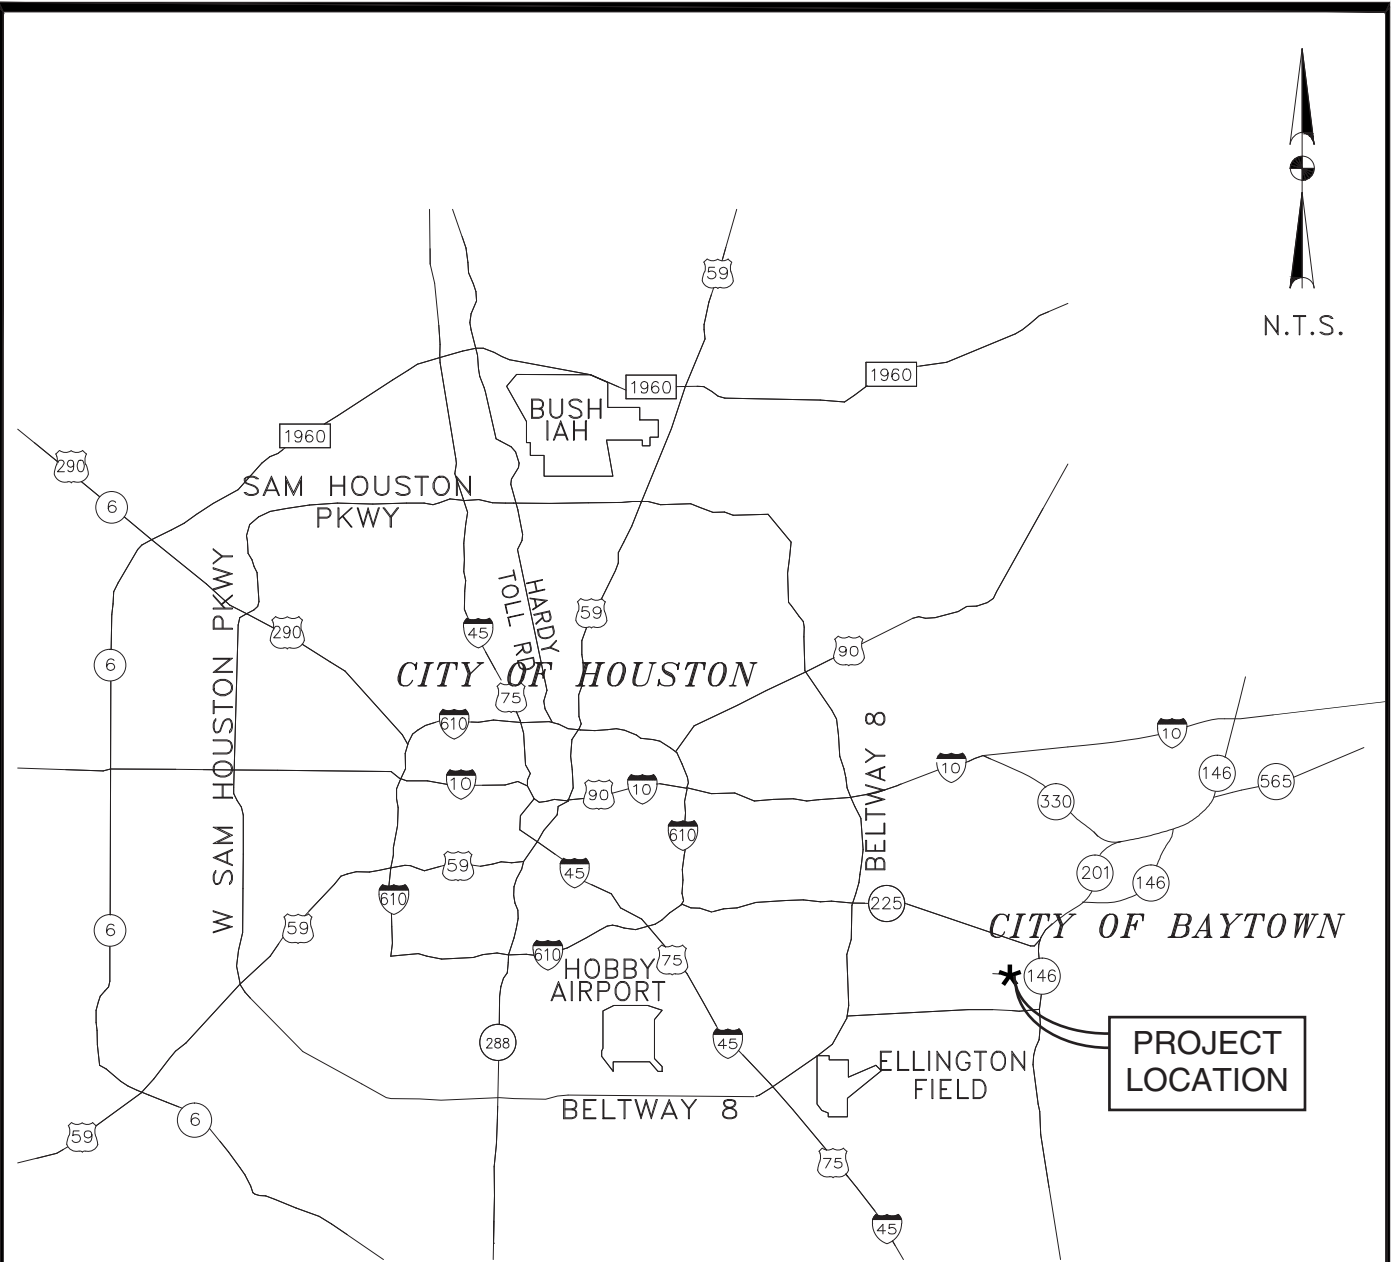 59
N.T.S.
1960
1960
BUSH
IAH
1960
290
SAM HOUSTON
PKWY
6
W SAM HOUSTON PKWY
HARDY
TOLL RD
59
290
45
90
6
CITY OF HOUSTON
75
610
BELTWAY 8
10
10
146
565
10
90
10
330
610
59
45
201
146
610
225
59
6
CITY OF BAYTOWN
610
75
HOBBY
AIRPORT
146
288
45
PROJECT
LOCATION
ELLINGTON
FIELD
BELTWAY 8
6
59
75
45